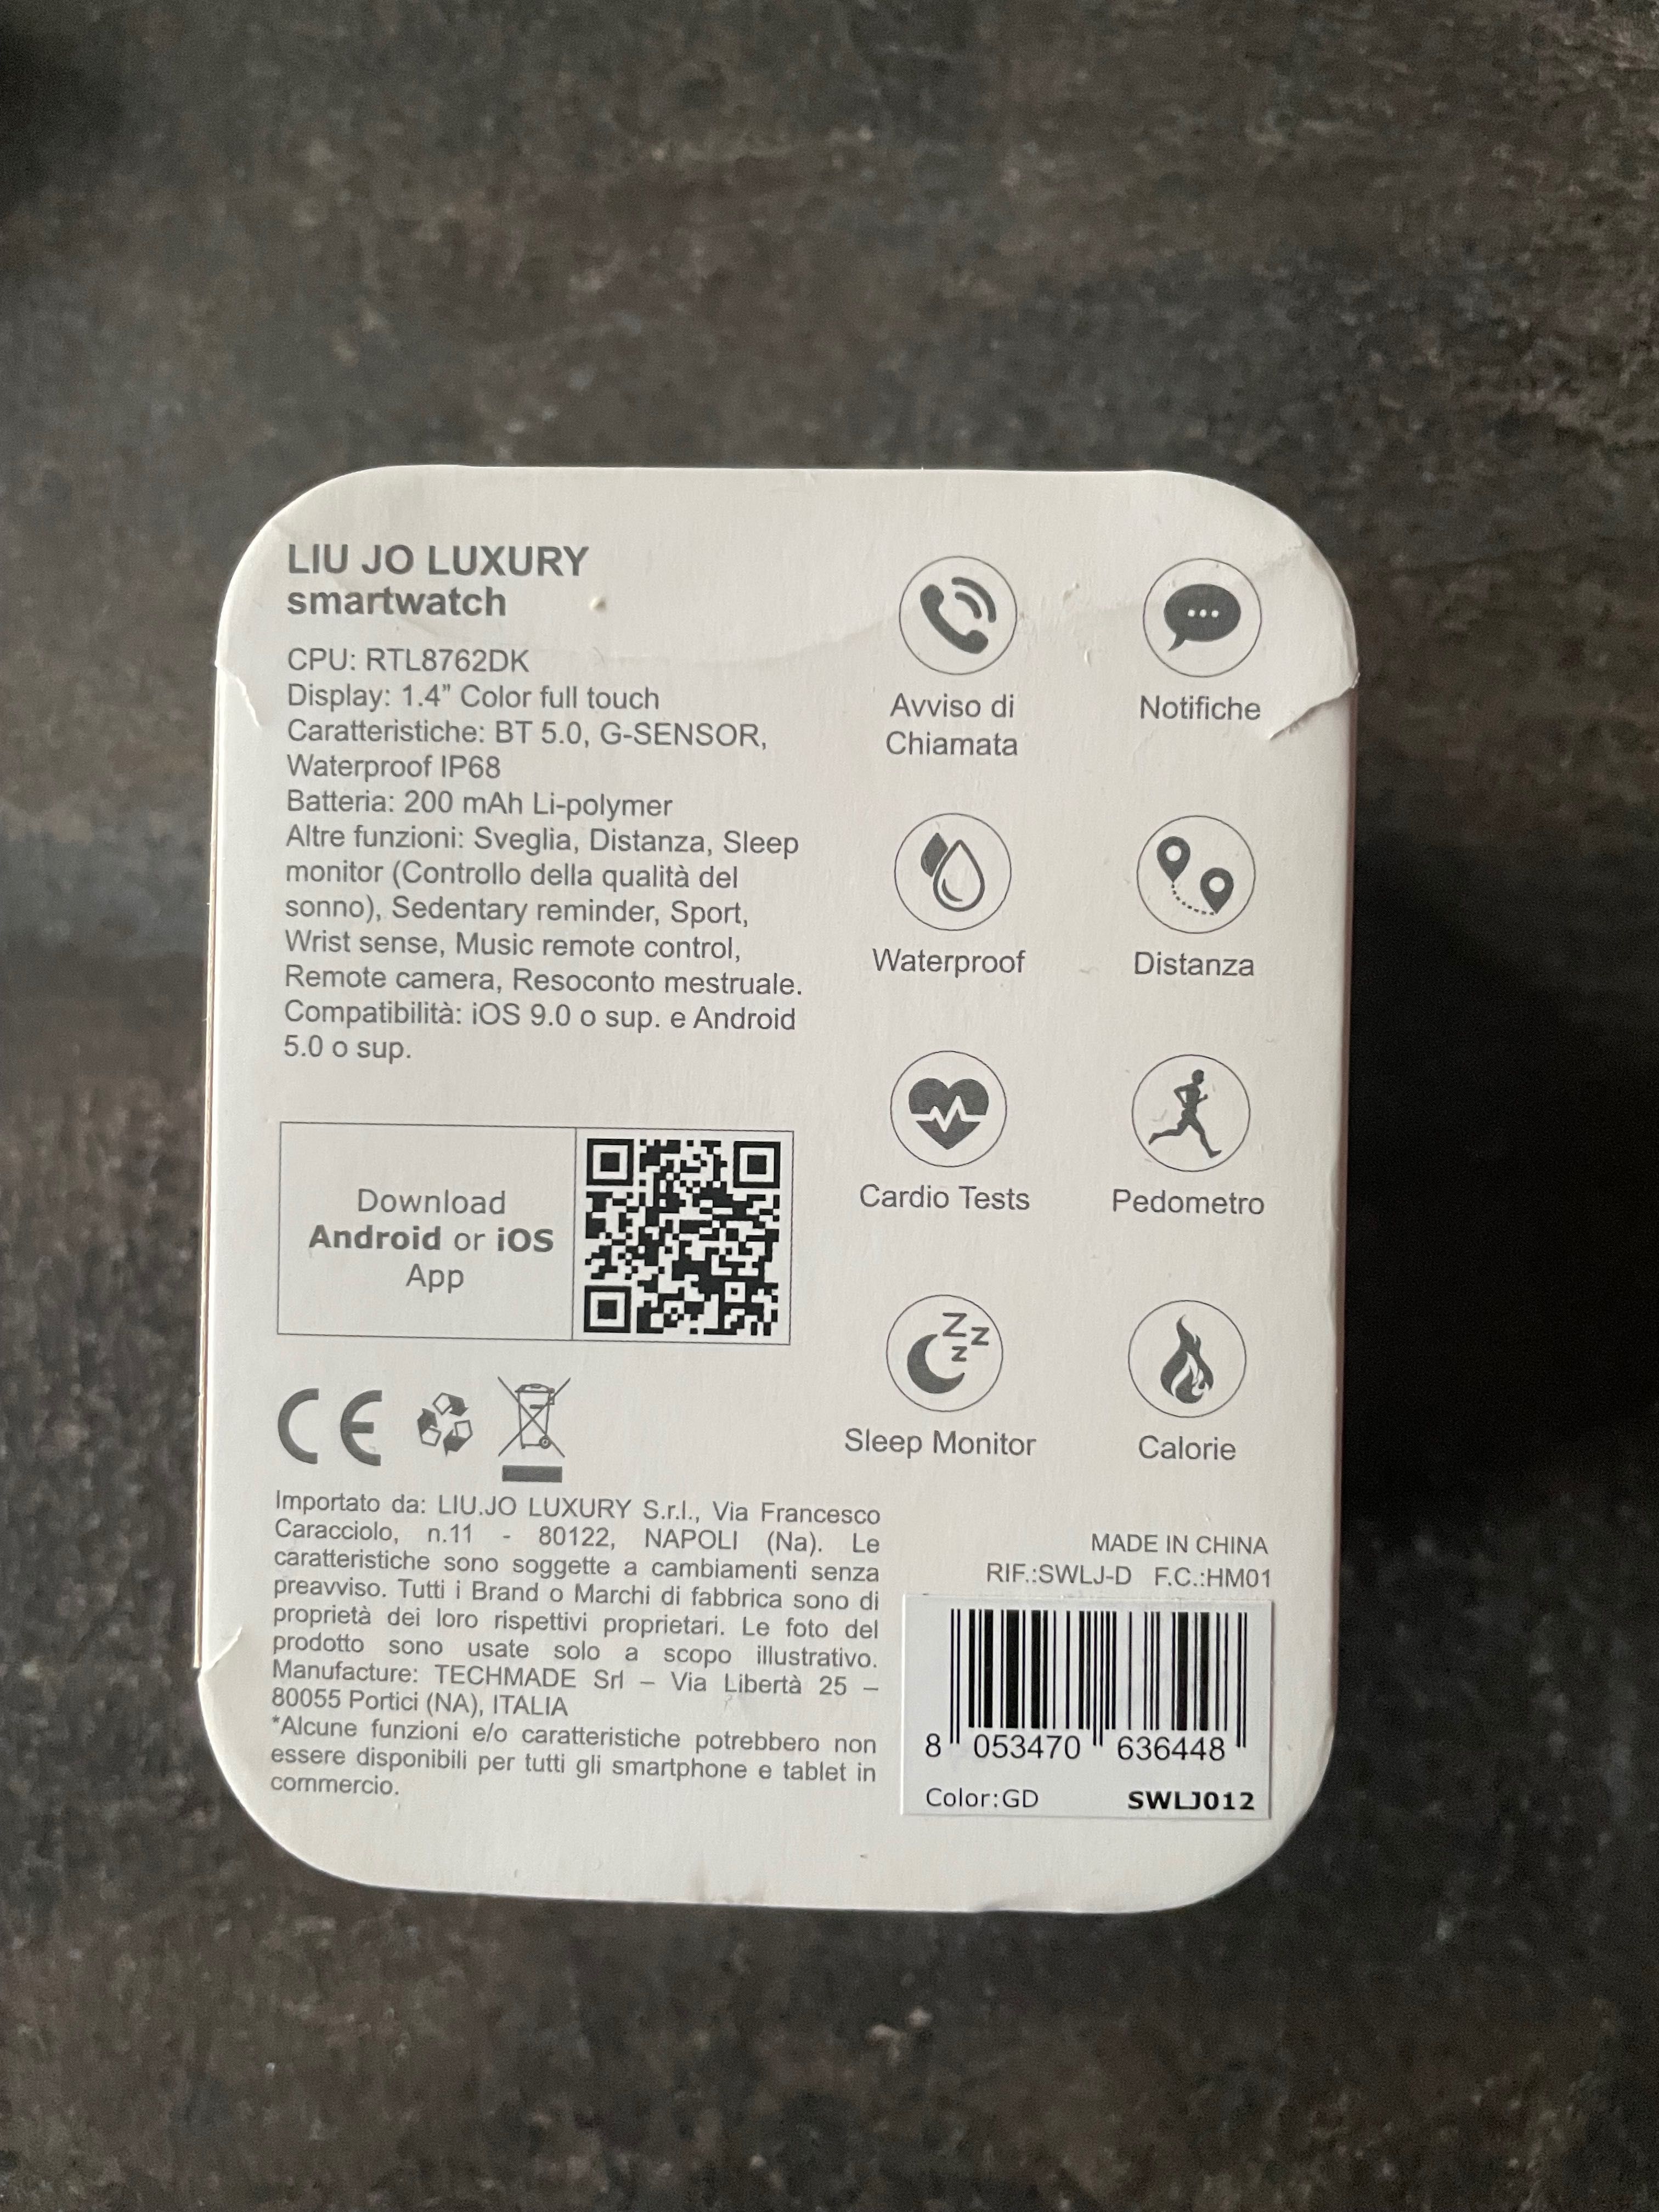 LIU JO LUXURY
smartwatch
CPU: RTL8762DK
Display: 1.4” Color full touch
Caratteristiche: BT 5.0, G-SENSOR,
Waterproof IP68
Batteria: 200 mAh Li-polymer
Altre funzioni: Sveglia, Distanza, Sleep
monitor (Controllo della qualità del
sonno), Sedentary reminder, Sport,
Wrist sense, Music remote control,
Remote camera, Resoconto mestruale.
Compatibilità: iOS 9.0 o sup. e Android
5.0 o sup.
Avviso di
Chiamata
Notifiche
Waterproof
Distanza
Cardio Tests
Pedometro
Z Z
Z
Sleep Monitor
Calorie
Download
Android or iOS
App
CE
Importato da: LIU.JO LUXURY S.r.l., Via Francesco
Caracciolo, n.11 - 80122, NAPOLI (Na). Le
caratteristiche sono soggette a cambiamenti senza
preavviso. Tutti i Brand o Marchi di fabbrica sono di
proprietà dei loro rispettivi proprietari. Le foto del
prodotto sono usate solo a scopo illustrativo.
Manufacture: TECHMADE Srl – Via Libertà 25 –
80055 Portici (NA), ITALIA
*Alcune funzioni e/o caratteristiche potrebbero non
essere disponibili per tutti gli smartphone e tablet in
commercio.
MADE IN CHINA
RIF.:SWLJ-D F.C.:HM01
8 053470 636448
Color:GD SWLJ012